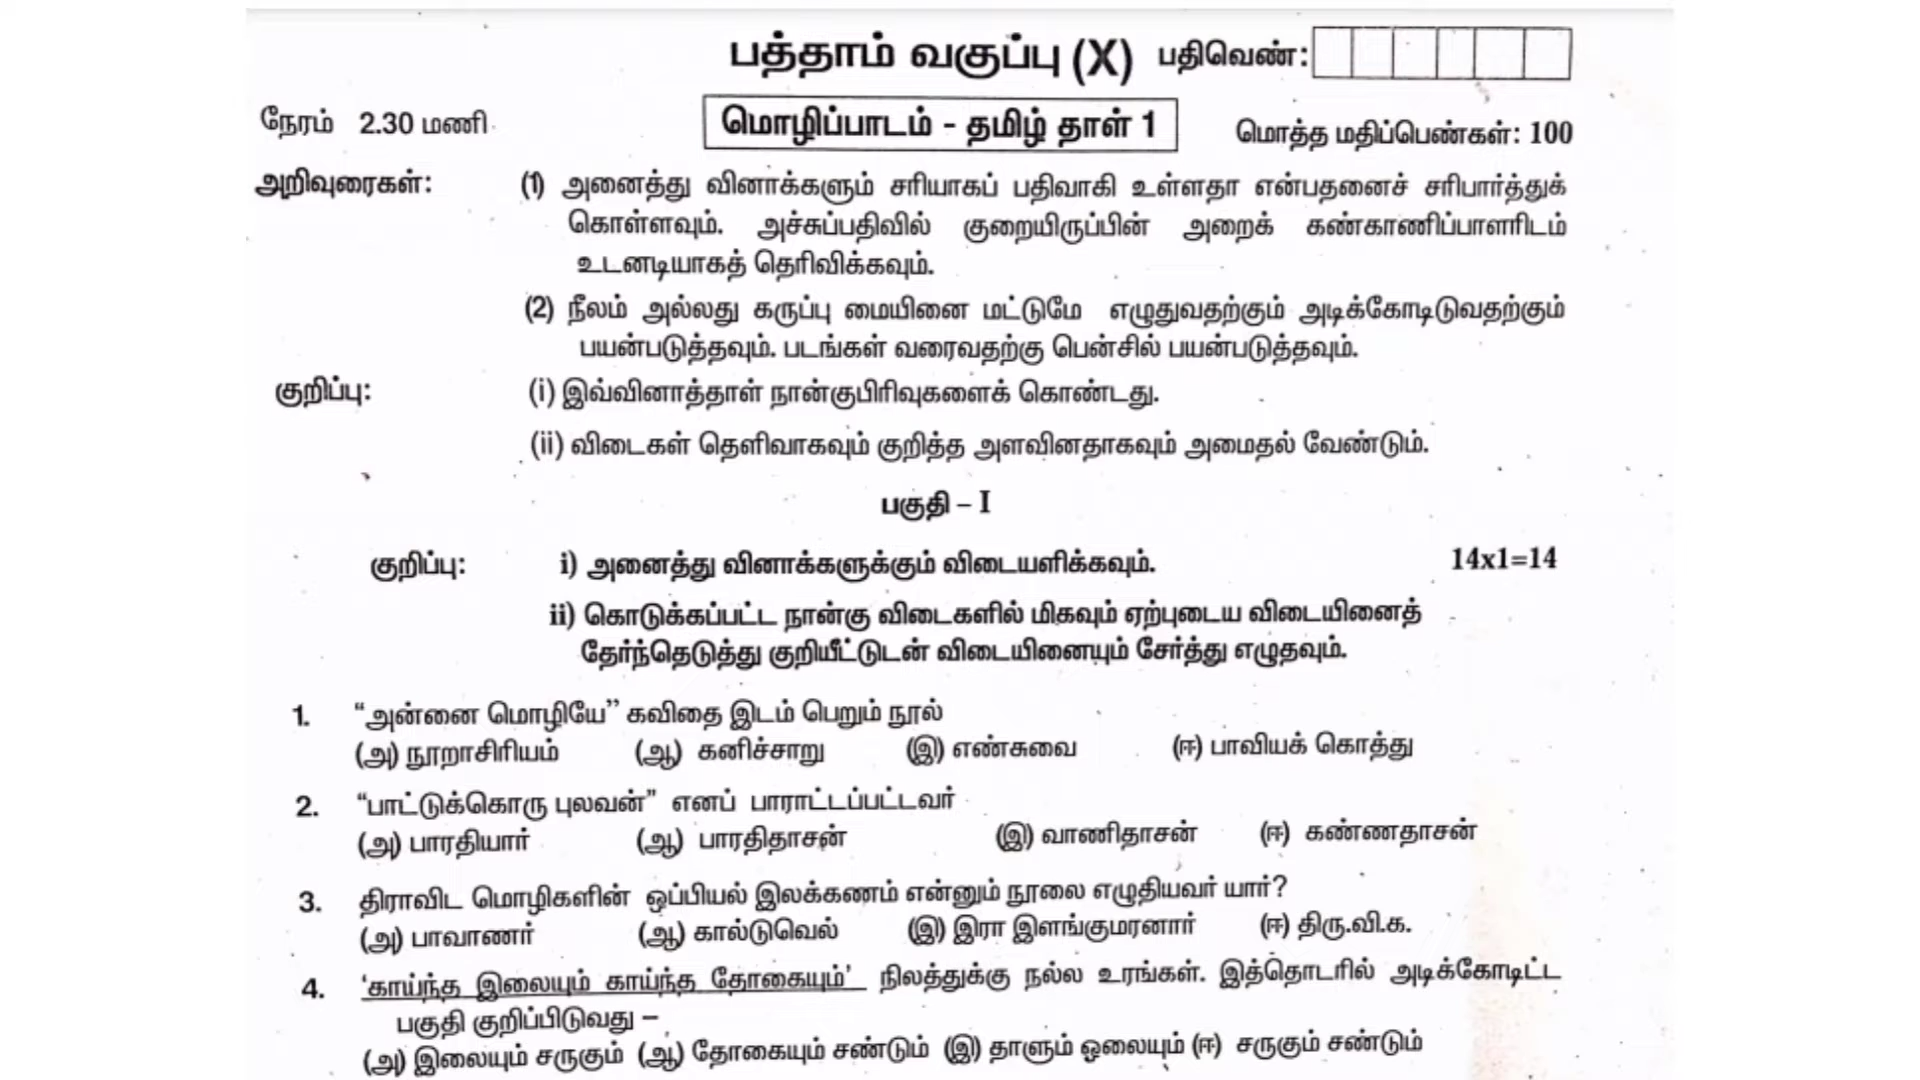 பத்தாம் வகுப்பு (X) பதிவெண்:
நேரம் 2.30 மணி
மொழிப்பாடம் - தமிழ் தாள் 1
மொத்த மதிப்பெண்கள்: 100
அறிவுரைகள்: (1) அனைத்து வினாக்களும் சரியாகப் பதிவாகி உள்ளதா என்பதனைச் சரிபார்த்துக்
கொள்ளவும். அச்சுப்பதிவில் குறையிருப்பின் அறைக் கண்காணிப்பாளரிடம்
உடனடியாகத் தெரிவிக்கவும்.
(2) நீலம் அல்லது கருப்பு மையினை மட்டுமே எழுதுவதற்கும் அடிக்கோடிடுவதற்கும்
பயன்படுத்தவும். படங்கள் வரைவதற்கு பென்சில் பயன்படுத்தவும்.
குறிப்பு: (i) இவ்வினாத்தாள் நான்குபிரிவுகளைக் கொண்டது.
(ii) விடைகள் தெளிவாகவும் குறித்த அளவினதாகவும் அமைதல் வேண்டும்.
பகுதி – I
குறிப்பு: i) அனைத்து வினாக்களுக்கும் விடையளிக்கவும். 14x1=14
ii) கொடுக்கப்பட்ட நான்கு விடைகளில் மிகவும் ஏற்புடைய விடையினைத்
தேர்ந்தெடுத்து குறியீட்டுடன் விடையினையும் சேர்த்து எழுதவும்.
1. “அன்னை மொழியே” கவிதை இடம் பெறும் நூல்
(அ) நூறாசிரியம் (ஆ) கனிச்சாறு (இ) எண்சுவை (ஈ) பாவியக் கொத்து
2. “பாட்டுக்கொரு புலவன்” எனப் பாராட்டப்பட்டவர்
(அ) பாரதியார் (ஆ) பாரதிதாசன் (இ) வாணிதாசன் (ஈ) கண்ணதாசன்
3. திராவிட மொழிகளின் ஒப்பியல் இலக்கணம் என்னும் நூலை எழுதியவர் யார்?
(அ) பாவாணர் (ஆ) கால்டுவெல் (இ) இரா இளங்குமரனார் (ஈ) திரு.வி.க.
4. ‘காய்ந்த இலையும் காய்ந்த தோகையும்’ நிலத்துக்கு நல்ல உரங்கள். இத்தொடரில் அடிக்கோடிட்ட
பகுதி குறிப்பிடுவது –
(அ) இலையும் சருகும் (ஆ) தோகையும் சண்டும் (இ) தாளும் ஓலையும் (ஈ) சருகும் சண்டும்